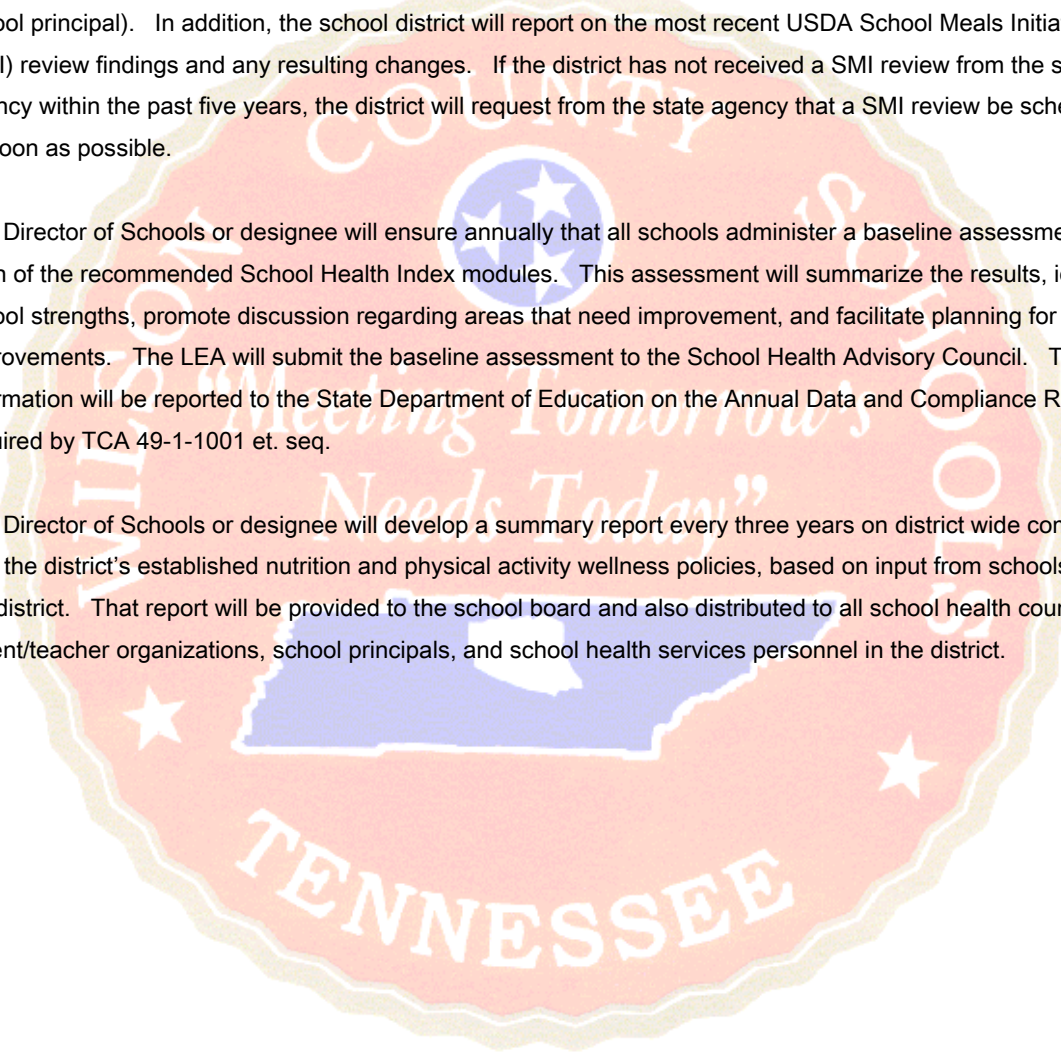 ool principal). In addition, the school district will report on the most recent USDA School Meals Initia
I) review findings and any resulting changes. If the district has not received a SMI review from the s
ncy within the past five years, the district will request from the state agency that a SMI review be sche
oon as possible.
Director of Schools or designee will ensure annually that all schools administer a baseline assessme
h of the recommended School Health Index modules. This assessment will summarize the results, i
ool strengths, promote discussion regarding areas that need improvement, and facilitate planning for
rovements. The LEA will submit the baseline assessment to the School Health Advisory Council. T
rmation will be reported to the State Department of Education on the Annual Data and Compliance R
uired by TCA 49-1-1001 et. seq.
Director of Schools or designee will develop a summary report every three years on district wide con
the district's established nutrition and physical activity wellness policies, based on input from schools
district. That report will be provided to the school board and also distributed to all school health cour
ent/teacher organizations, school principals, and school health services personnel in the district.
WILSON COUNTY SCHOOLS
"Meeting Tomorrow's
Needs Today"
TENNESSEE